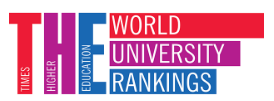 THE
TIMES
HIGHER
EDUCATION
WORLD
UNIVERSITY
RANKINGS